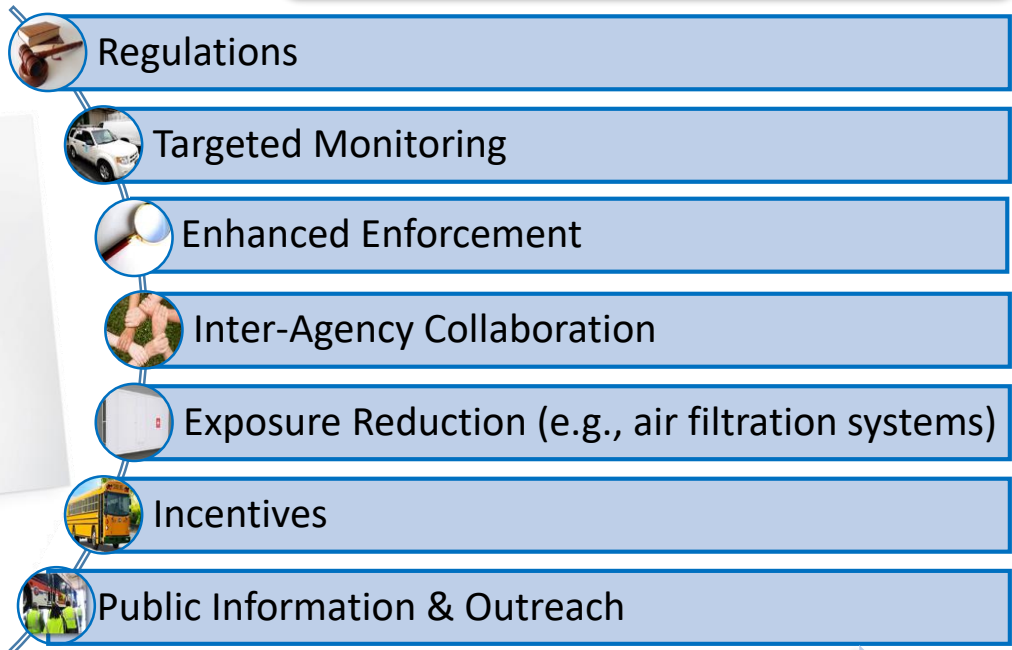 Regulations
Targeted Monitoring
Enhanced Enforcement
Inter-Agency Collaboration
Exposure Reduction (e.g., air filtration systems)
Incentives
Public Information & Outreach